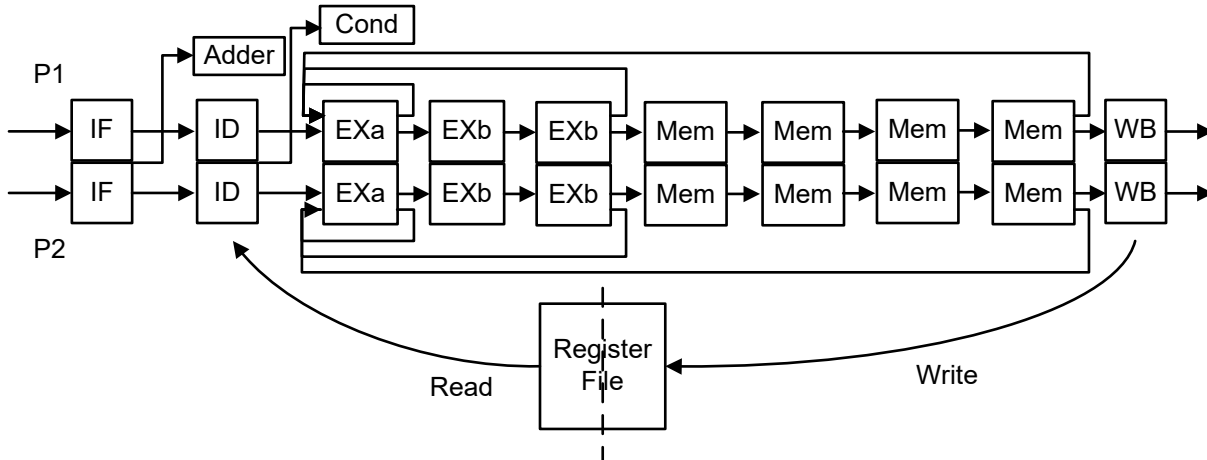 Cond
Adder
P1
IF ID EXa EXb EXb Mem Mem Mem Mem WB
IF ID EXa EXb EXb Mem Mem Mem Mem WB
P2
Register
File
Read
Write